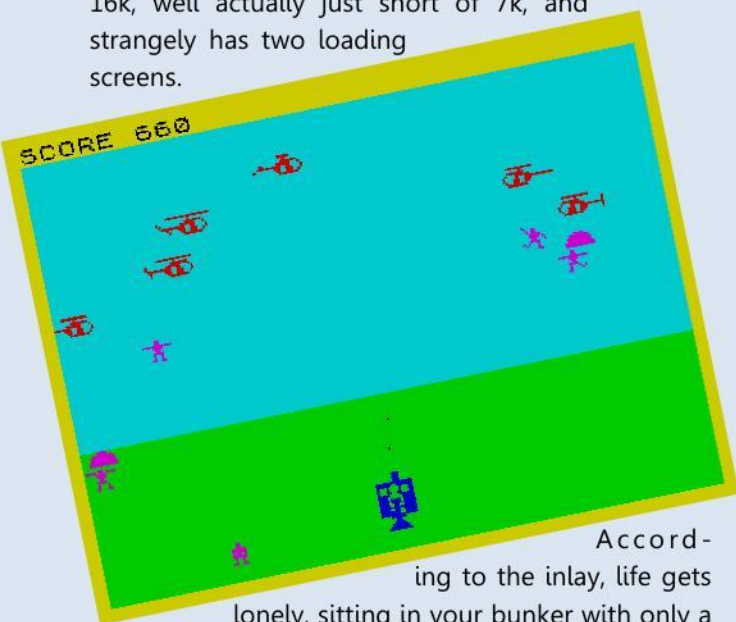 16k, well actually just short of 7k, and
strangely has two loading
screens.
SCORE 660
Accord-
ing to the inlay, life gets
lonely, sitting in your bunker with only a